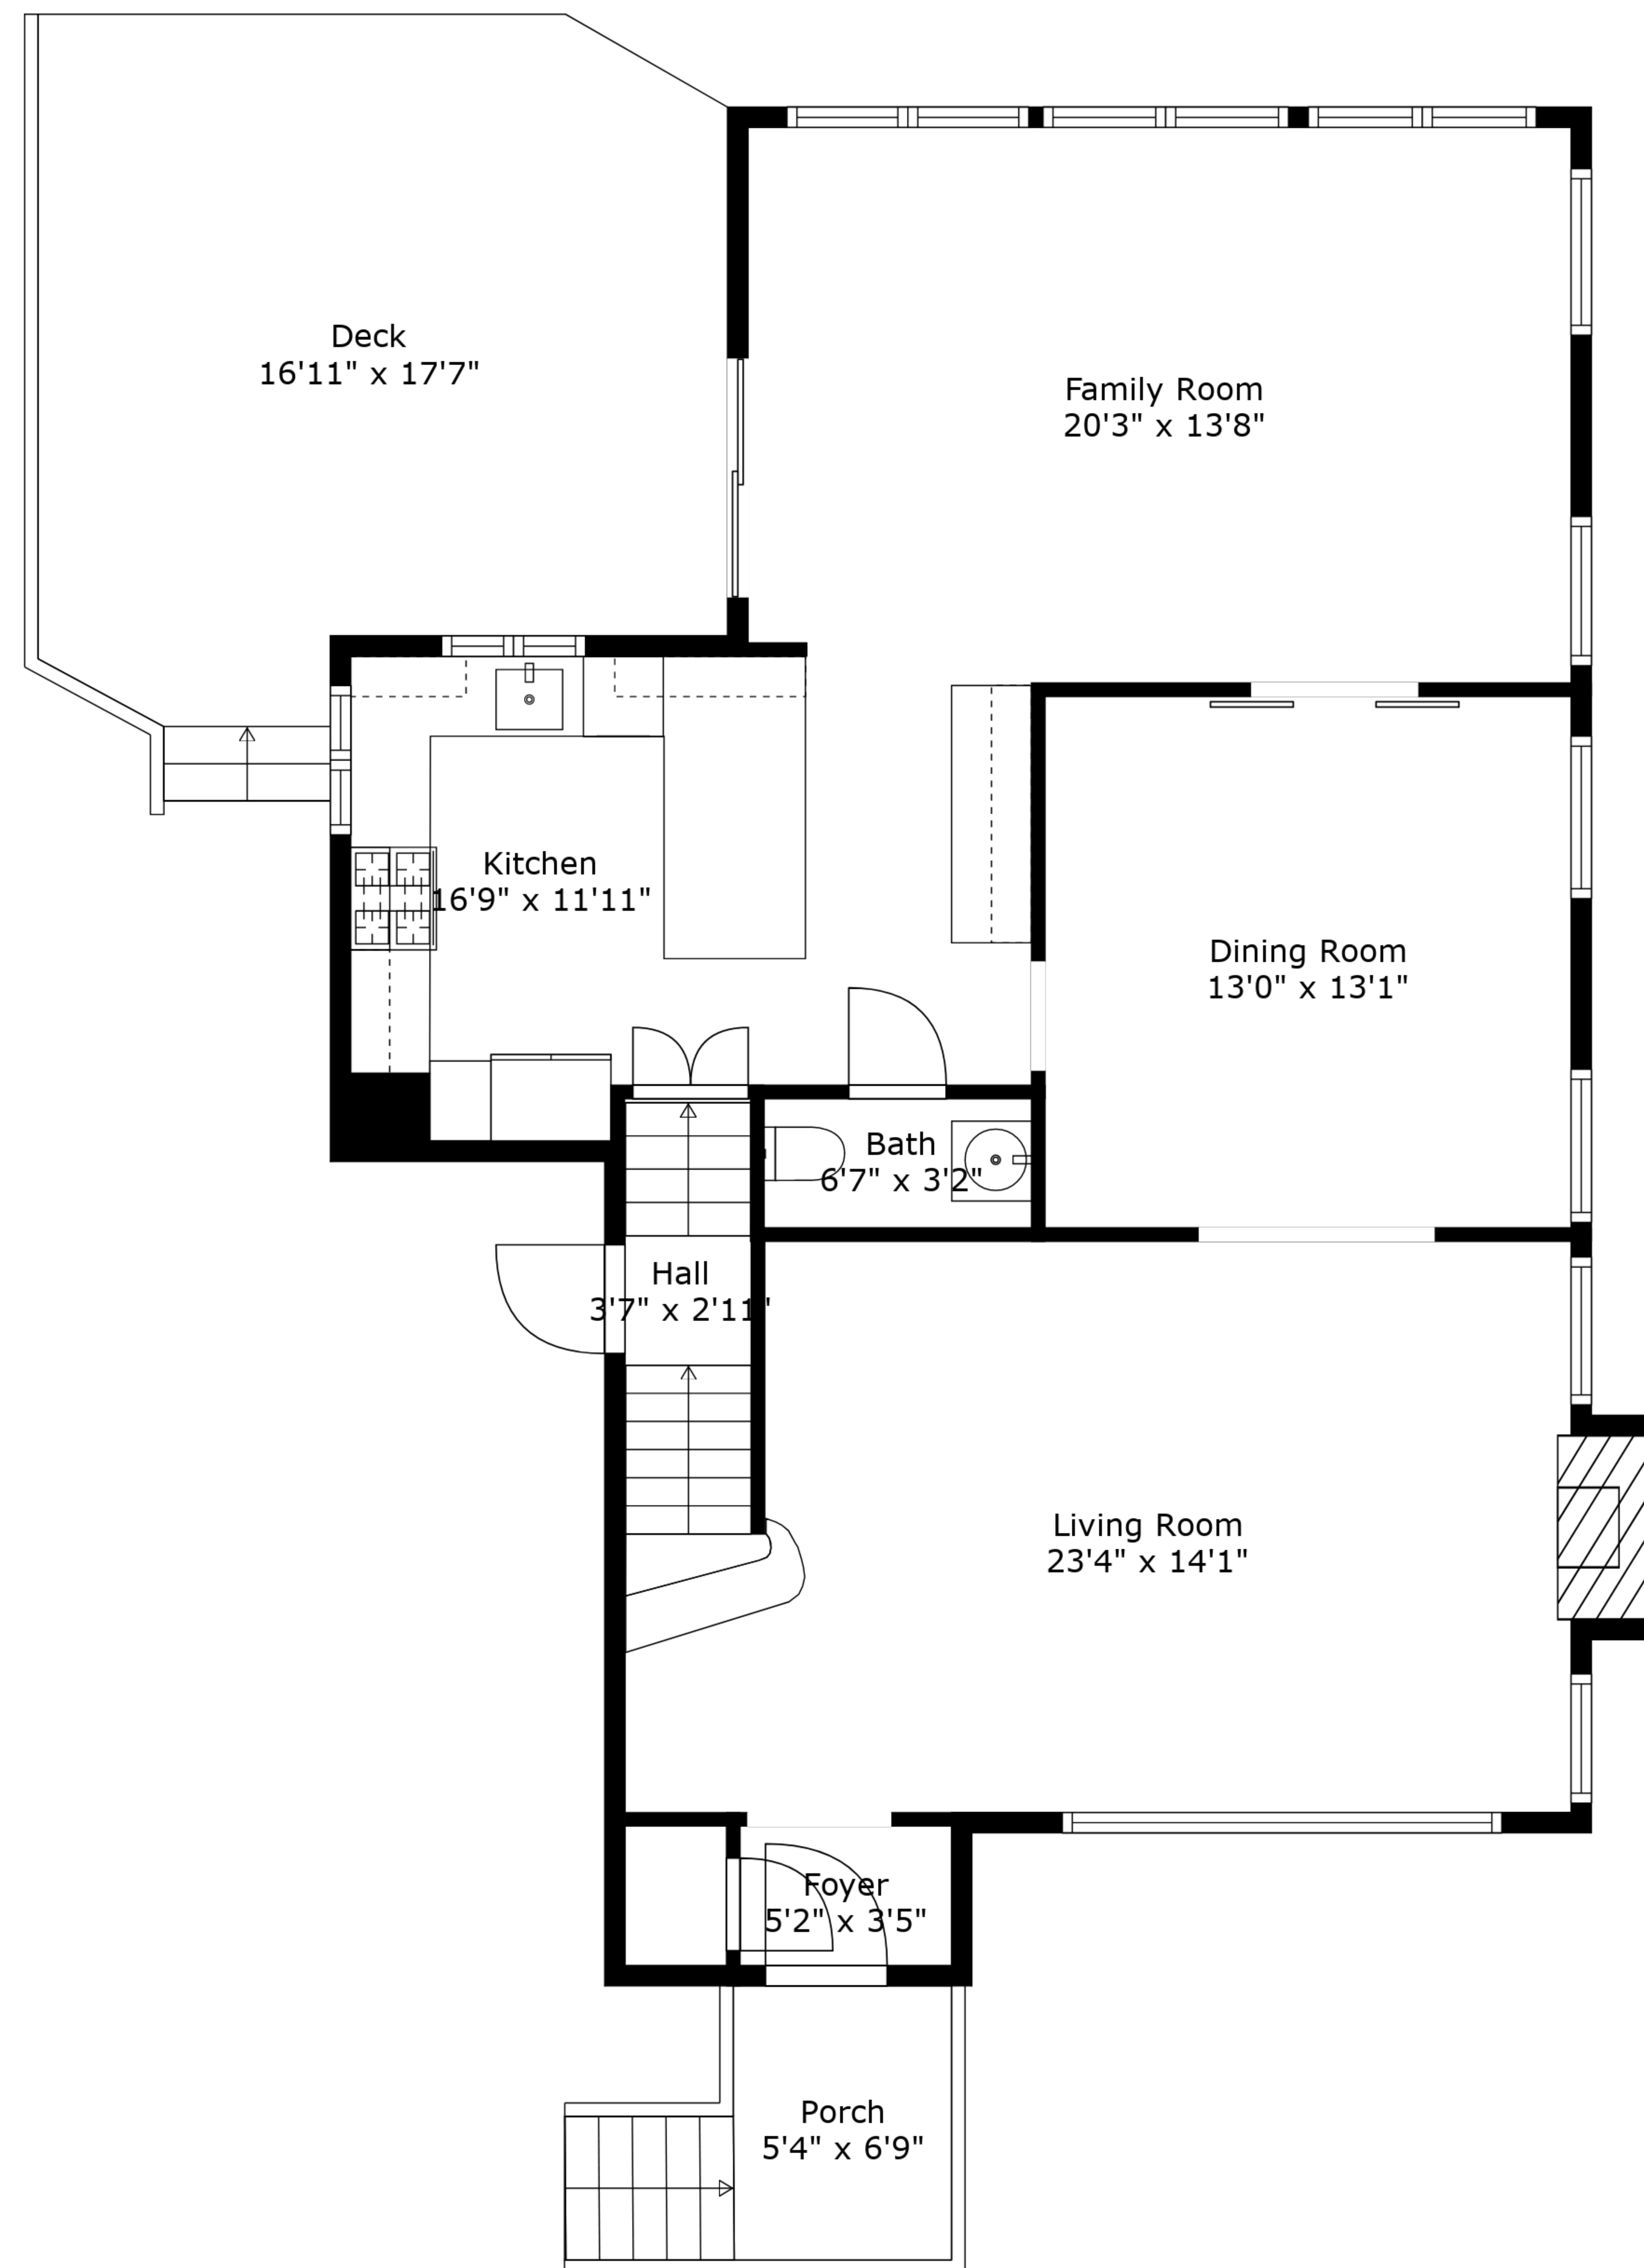 Deck
16'11" x 17'7"
Family Room
20'3" x 13'8"
Kitchen
16'9" x 11'11"
Dining Room
13'0" x 13'1"
Bath
6'7" x 3'2"
Hall
3'7" x 2'11"
Living Room
23'4" x 14'1"
Foyer
5'2" x 3'5"
Porch
5'4" x 6'9"